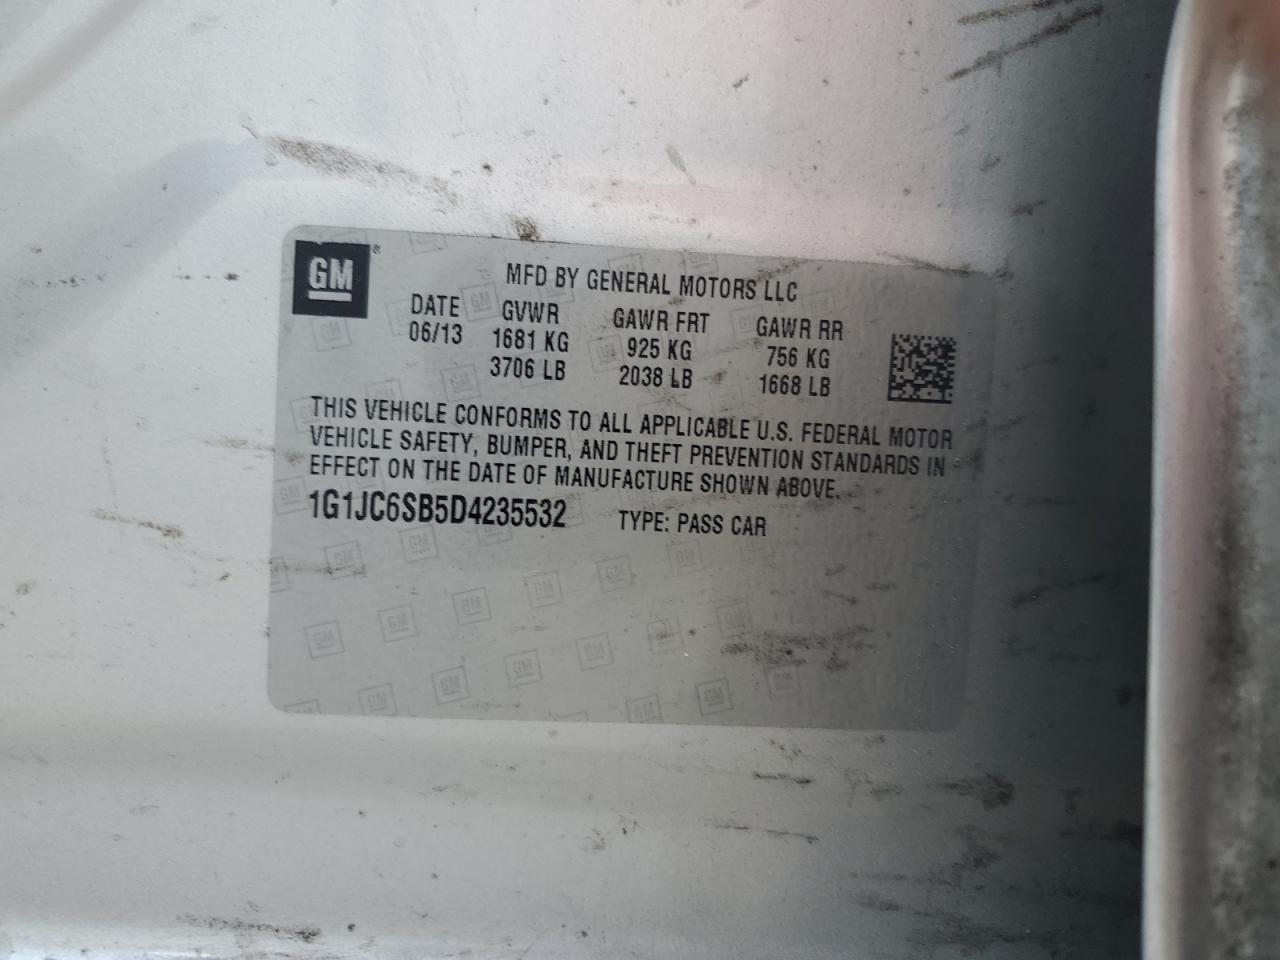 GM®
MFD BY GENERAL MOTORS LLC
DATE GVWR GAWR FRT GAWR RR
06/13 1681 KG 925 KG 756 KG
3706 LB 2038 LB 1668 LB
THIS VEHICLE CONFORMS TO ALL APPLICABLE U.S. FEDERAL MOTOR
VEHICLE SAFETY, BUMPER, AND THEFT PREVENTION STANDARDS IN
EFFECT ON THE DATE OF MANUFACTURE SHOWN ABOVE.
1G1JC6SB5D4235532 TYPE: PASS CAR